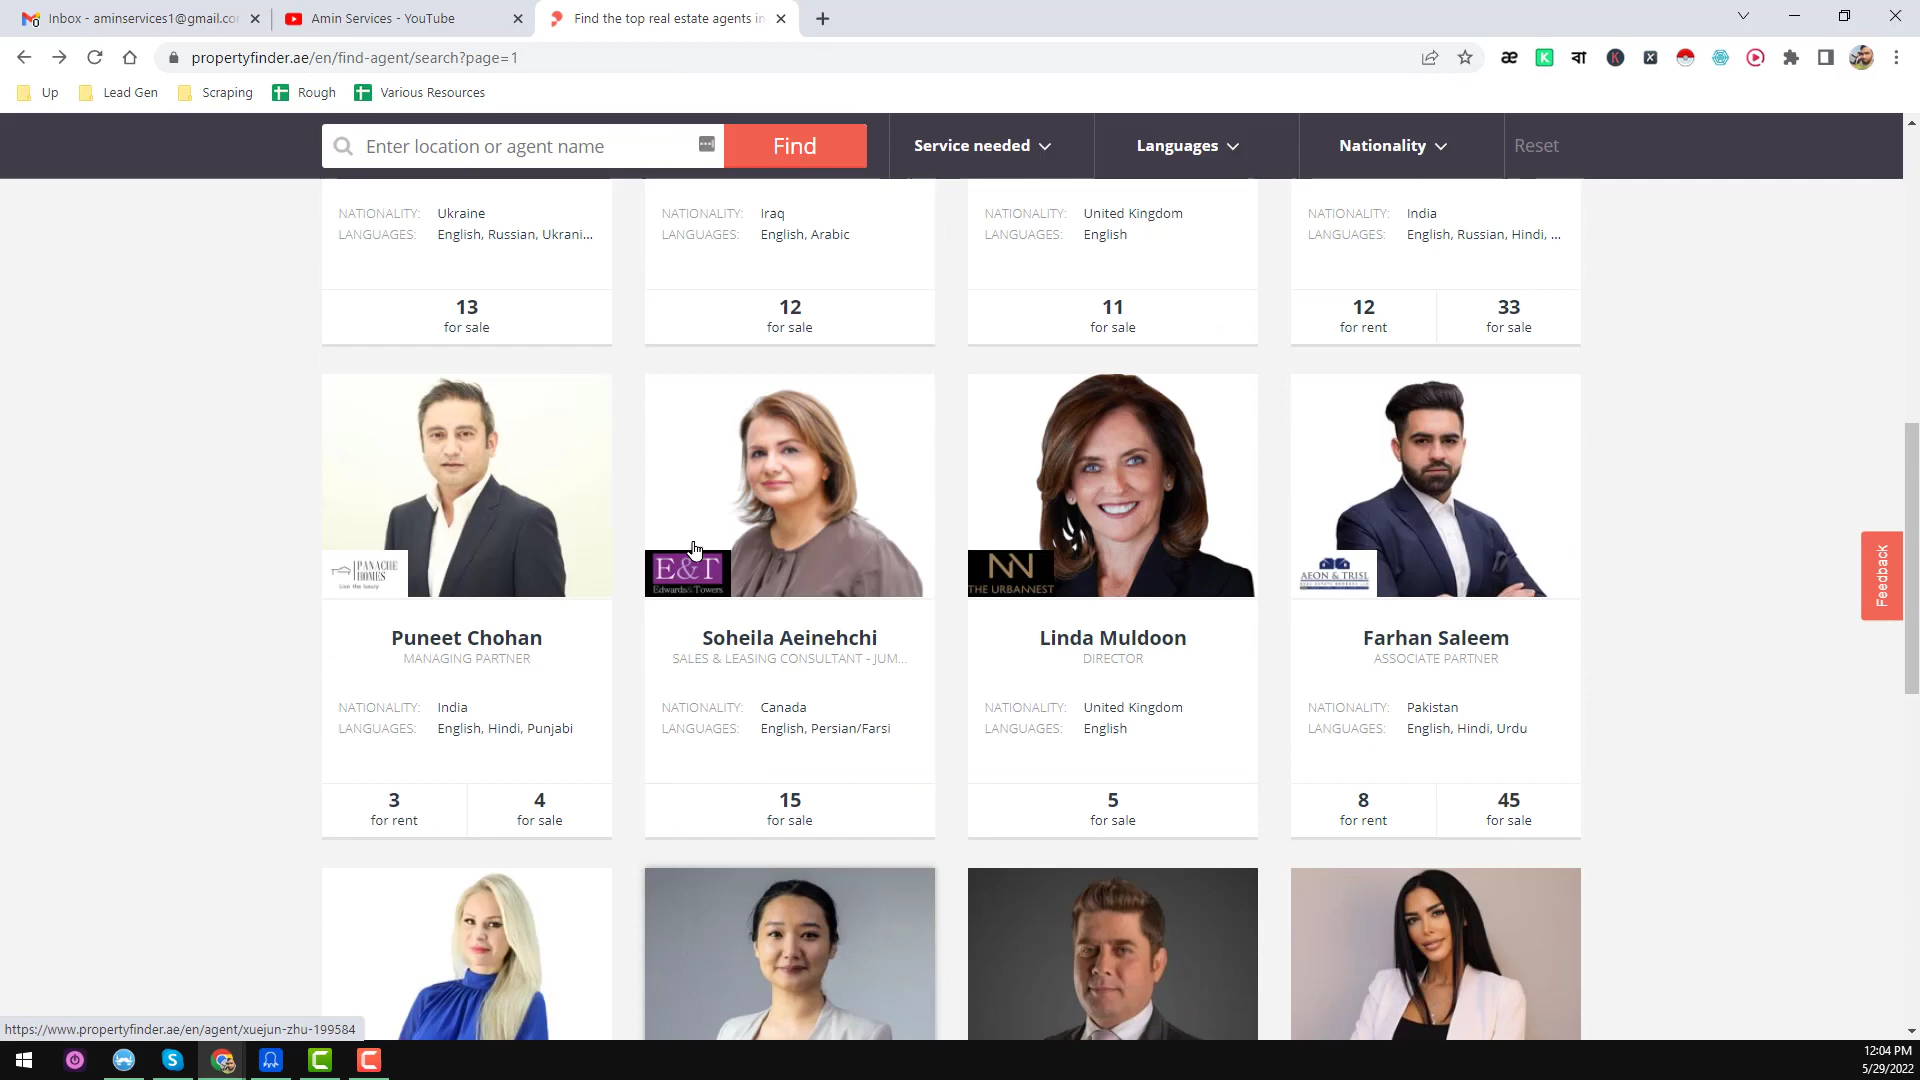 Inbox - aminservices1@gmail.co
Amin Services - YouTube
Find the top real estate agents in
propertyfinder.ae/en/find-agent/search?page=1
Up
Lead Gen
Scraping
Rough
Various Resources
Enter location or agent name
Find
Service needed
Languages
Nationality
Reset
NATIONALITY: Ukraine
LANGUAGES: English, Russian, Ukrani...
13
for sale
NATIONALITY: Iraq
LANGUAGES: English, Arabic
12
for sale
NATIONALITY: United Kingdom
LANGUAGES: English
11
for sale
NATIONALITY: India
LANGUAGES: English, Russian, Hindi, ...
12
for rent
33
for sale
PANACHE
HOMES
Live the luxury
Puneet Chohan
MANAGING PARTNER
NATIONALITY: India
LANGUAGES: English, Hindi, Punjabi
3
for rent
4
for sale
E&T
Edwards & Towers
Soheila Aeinehchi
SALES & LEASING CONSULTANT - JUM...
NATIONALITY: Canada
LANGUAGES: English, Persian/Farsi
15
for sale
THE URBANNEST
Linda Muldoon
DIRECTOR
NATIONALITY: United Kingdom
LANGUAGES: English
5
for sale
AEON & TRISL
Farhan Saleem
ASSOCIATE PARTNER
NATIONALITY: Pakistan
LANGUAGES: English, Hindi, Urdu
8
for rent
45
for sale
Feedback
https://www.propertyfinder.ae/en/agent/xuejun-zhu-199584
12:04 PM
5/29/2022